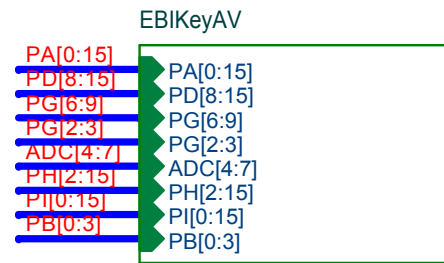 EBIKeyAV
PA[0:15] PA[0:15]
PD[8:15] PD[8:15]
PG[6:9] PG[6:9]
PG[2:3] PG[2:3]
ADC[4:7] ADC[4:7]
PH[2:15] PH[2:15]
PI[0:15] PI[0:15]
PB[0:3] PB[0:3]